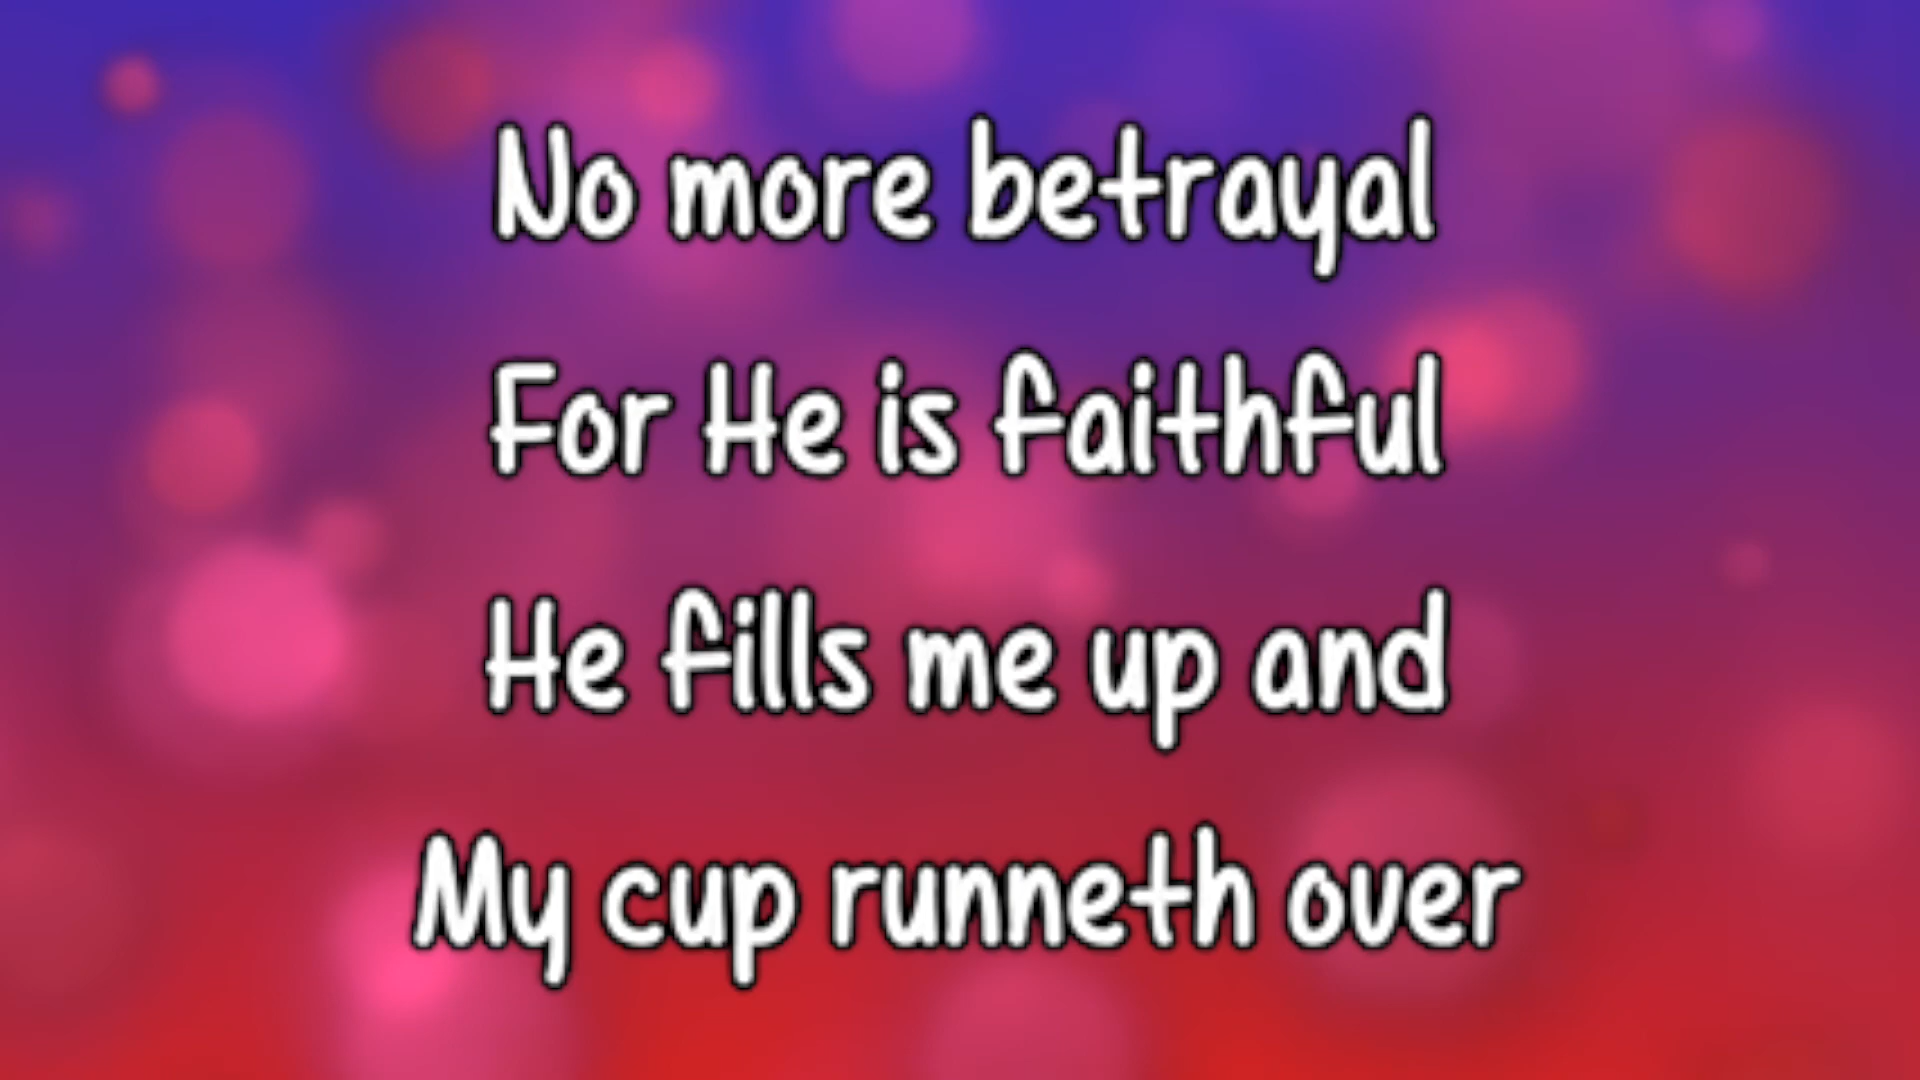 No more betrayal
For He is faithful
He fills me up and
My cup runneth over